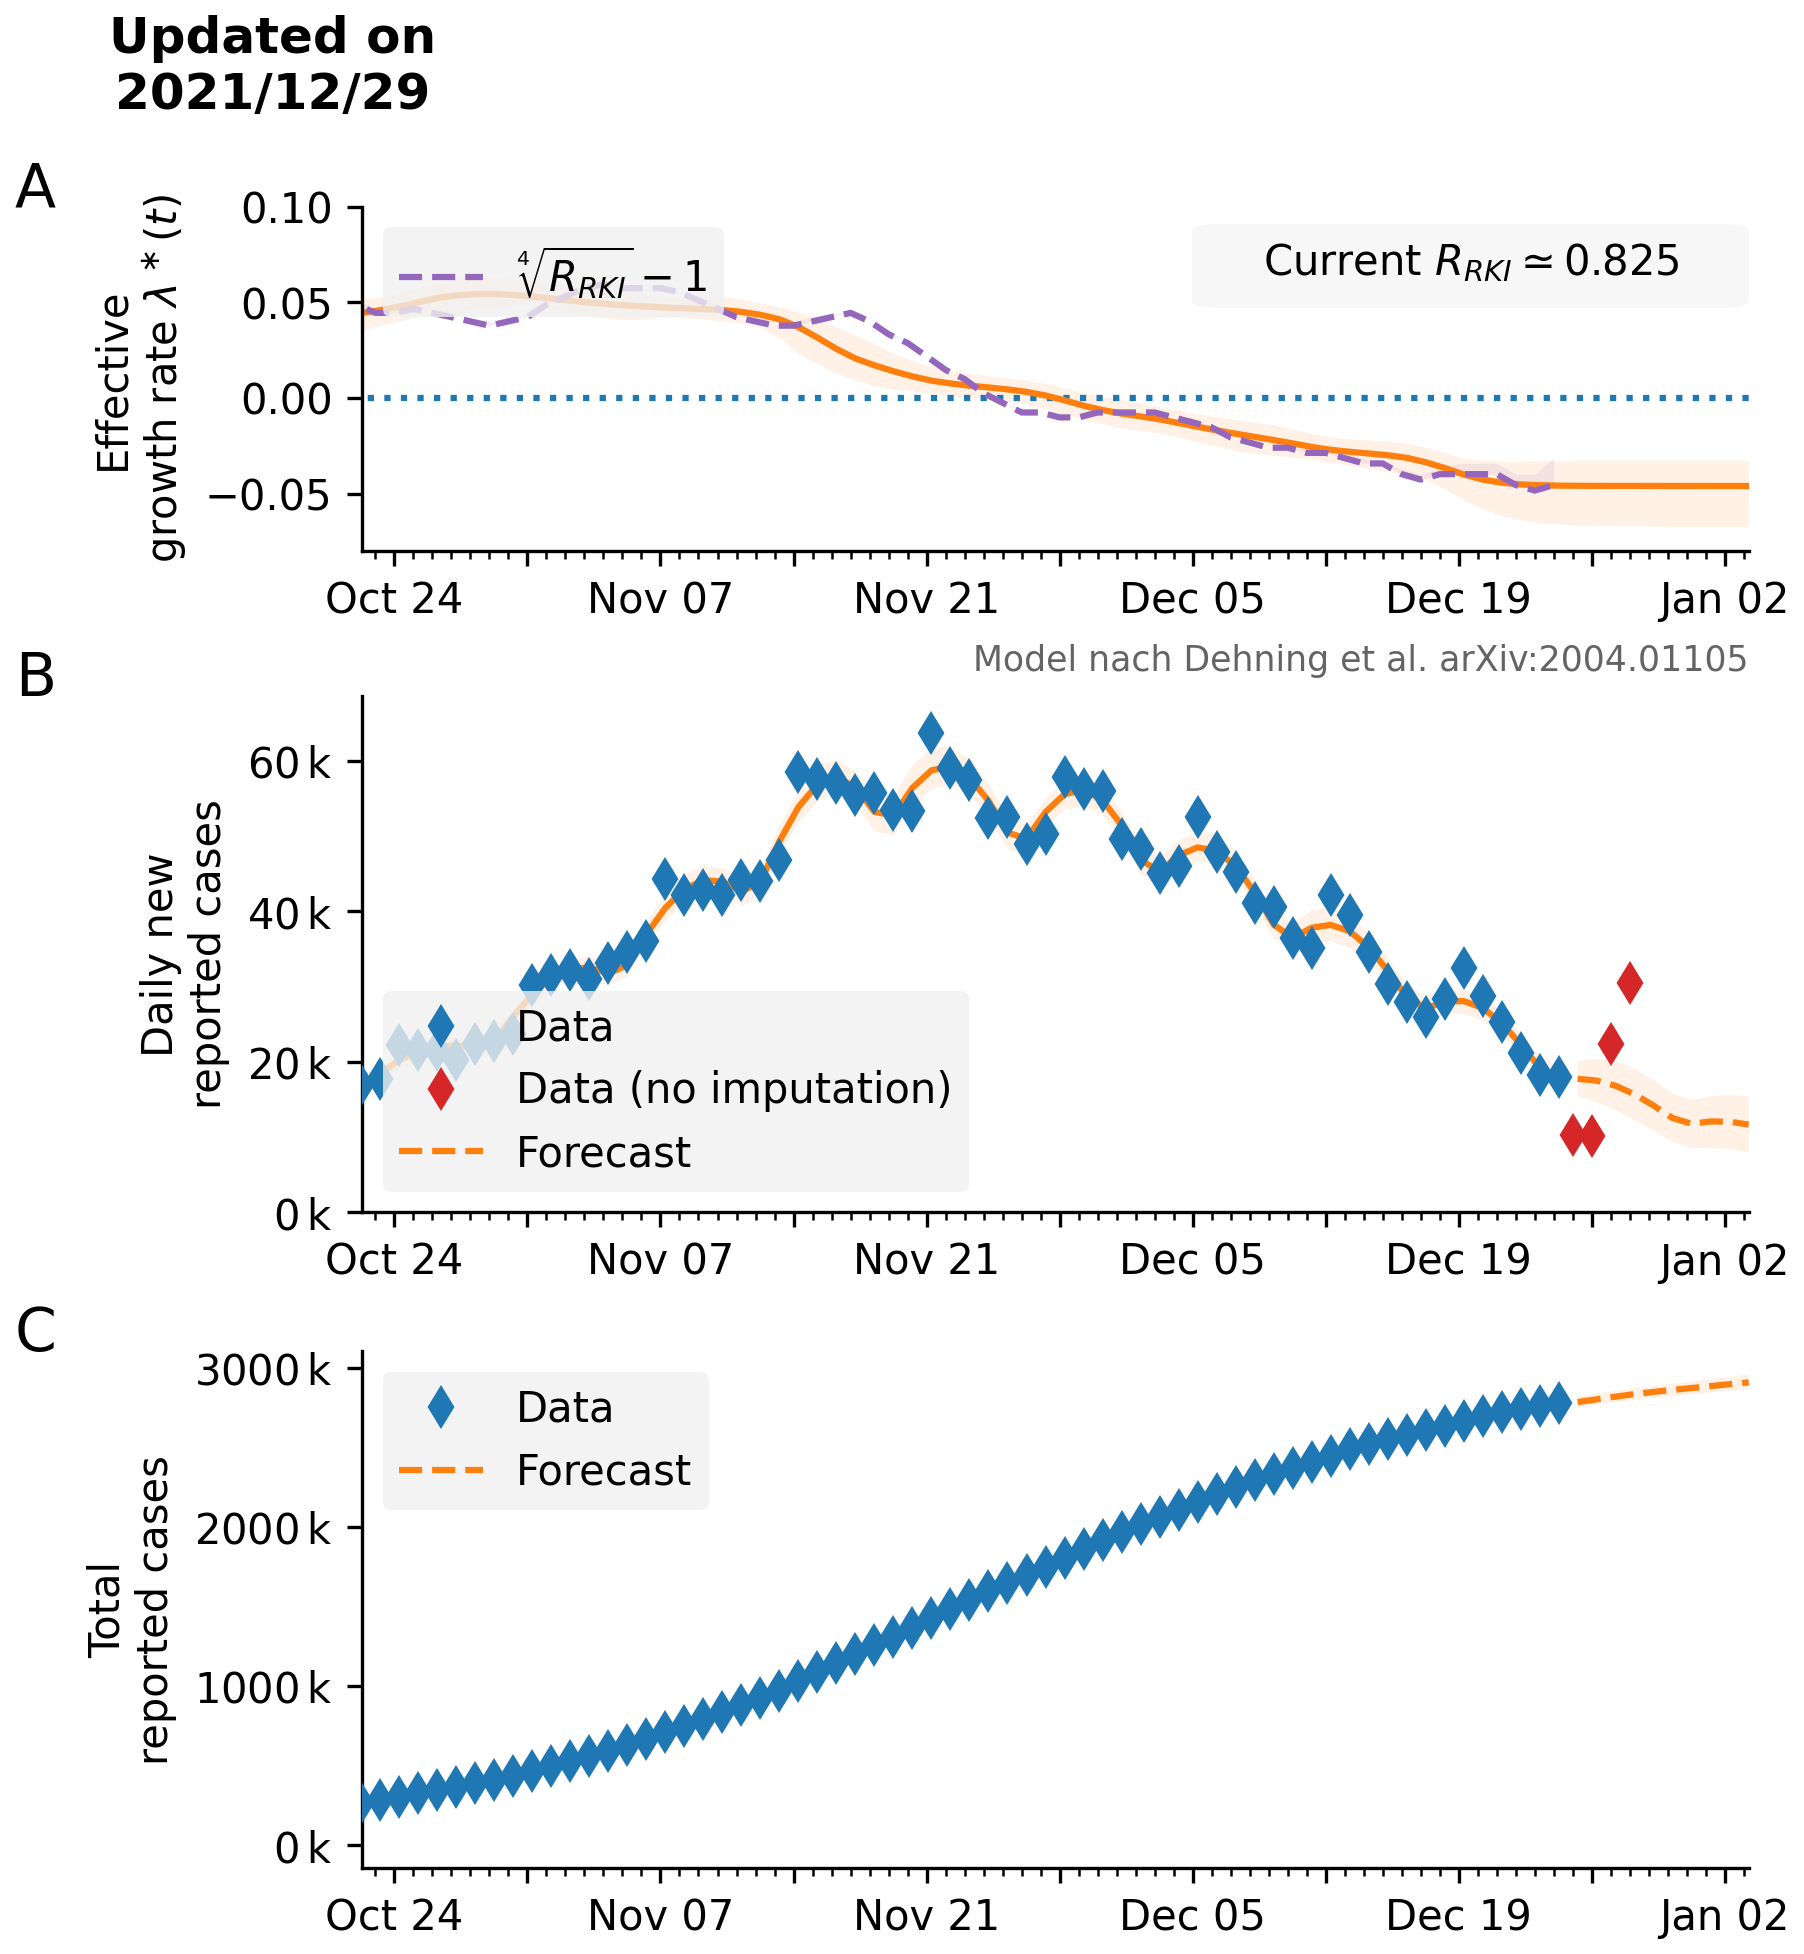 Updated on
2021/12/29
A
Effective
growth rate λ * (t)
0.10
0.05
0.00
−0.05
∜R_RKI − 1
Current R_RKI ≃ 0.825
Oct 24 Nov 07 Nov 21 Dec 05 Dec 19 Jan 02
Model nach Dehning et al. arXiv:2004.01105
B
Daily new
reported cases
60 k
40 k
20 k
0 k
Data
Data (no imputation)
Forecast
Oct 24 Nov 07 Nov 21 Dec 05 Dec 19 Jan 02
C
Total
reported cases
3000 k
2000 k
1000 k
0 k
Data
Forecast
Oct 24 Nov 07 Nov 21 Dec 05 Dec 19 Jan 02